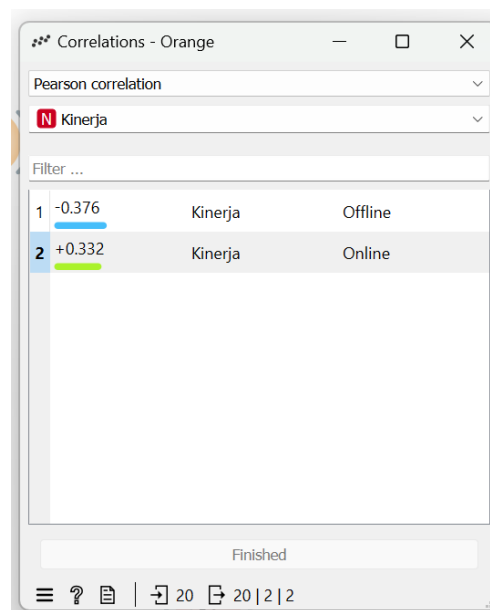 Correlations - Orange
Pearson correlation
N Kinerja
Filter ...
1 -0.376 Kinerja Offline
2 +0.332 Kinerja Online
Finished
? 20 20 | 2 | 2